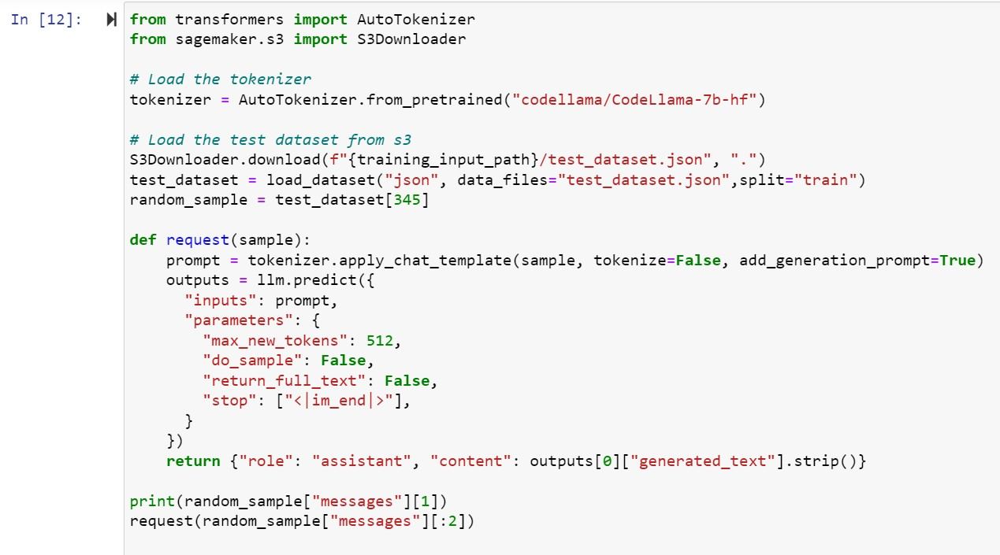 In [12]:
from transformers import AutoTokenizer
from sagemaker.s3 import S3Downloader
# Load the tokenizer
tokenizer = AutoTokenizer.from_pretrained("codellama/CodeLlama-7b-hf")
# Load the test dataset from s3
S3Downloader.download(f"{training_input_path}/test_dataset.json", ".")
test_dataset = load_dataset("json", data_files="test_dataset.json",split="train")
random_sample = test_dataset[345]
def request(sample):
    prompt = tokenizer.apply_chat_template(sample, tokenize=False, add_generation_prompt=True)
    outputs = llm.predict({
      "inputs": prompt,
      "parameters": {
        "max_new_tokens": 512,
        "do_sample": False,
        "return_full_text": False,
        "stop": ["<|im_end|>"],
      }
    })
    return {"role": "assistant", "content": outputs[0]["generated_text"].strip()}
print(random_sample["messages"][1])
request(random_sample["messages"][:2])